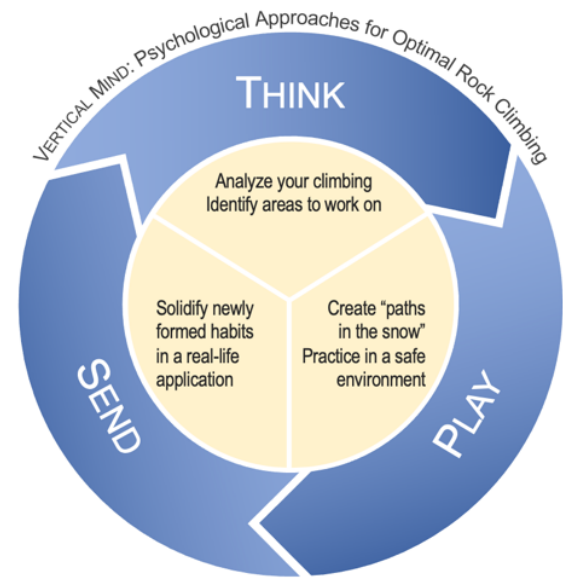 VERTICAL MIND: Psychological Approaches for Optimal Rock Climbing
THINK
Analyze your climbing
Identify areas to work on
Solidify newly
formed habits
in a real-life
application
Create “paths
in the snow”
Practice in a safe
environment
SEND
PLAY